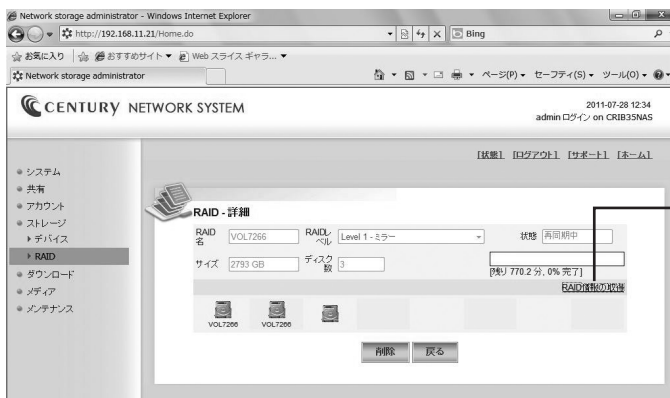 Network storage administrator - Windows Internet Explorer
http://192.168.11.21/Home.do
Bing
お気に入り おすすめサイト Web スライス ギャラ...
Network storage administrator
ページ(P) セーフティ(S) ツール(O)
CENTURY NETWORK SYSTEM
2011-07-28 12:34
admin ログイン on CRIB35NAS
[状態] [ログアウト] [サポート] [ホーム]
システム
共有
アカウント
ストレージ
デバイス
RAID
ダウンロード
メディア
メンテナンス
RAID - 詳細
RAID名 VOL7266 RAIDレベル Level 1 - ミラー 状態 再同期中
サイズ 2793 GB ディスク数 3
[残り 770.2 分、0% 完了]
RAID情報の取得
VOL7266 VOL7266
削除 戻る